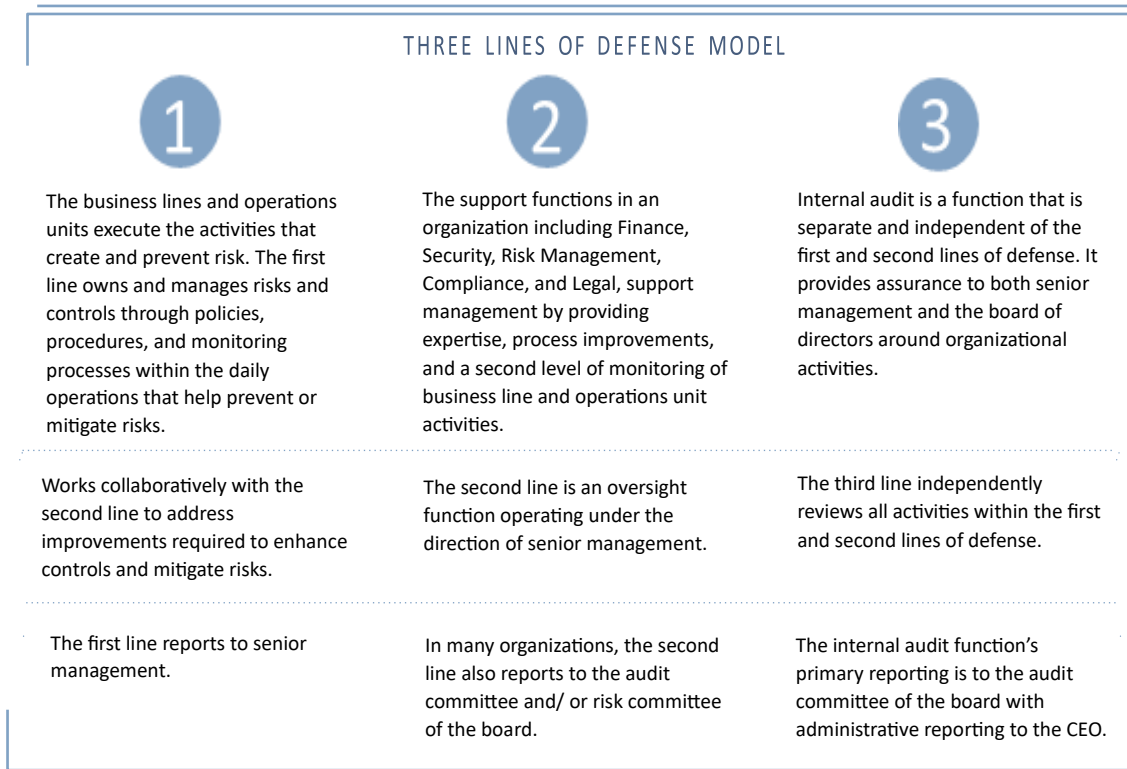 THREE LINES OF DEFENSE MODEL
1
2
3
The business lines and operations
units execute the activities that
create and prevent risk. The first
line owns and manages risks and
controls through policies,
procedures, and monitoring
processes within the daily
operations that help prevent or
mitigate risks.
The support functions in an
organization including Finance,
Security, Risk Management,
Compliance, and Legal, support
management by providing
expertise, process improvements,
and a second level of monitoring of
business line and operations unit
activities.
Internal audit is a function that is
separate and independent of the
first and second lines of defense. It
provides assurance to both senior
management and the board of
directors around organizational
activities.
Works collaboratively with the
second line to address
improvements required to enhance
controls and mitigate risks.
The second line is an oversight
function operating under the
direction of senior management.
The third line independently
reviews all activities within the first
and second lines of defense.
The first line reports to senior
management.
In many organizations, the second
line also reports to the audit
committee and/ or risk committee
of the board.
The internal audit function's
primary reporting is to the audit
committee of the board with
administrative reporting to the CEO.